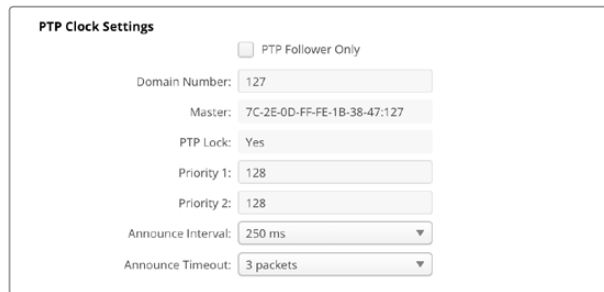 PTP Clock Settings
PTP Follower Only
Domain Number: 127
Master: 7C-2E-0D-FF-FE-1B-38-47:127
PTP Lock: Yes
Priority 1: 128
Priority 2: 128
Announce Interval: 250 ms
Announce Timeout: 3 packets